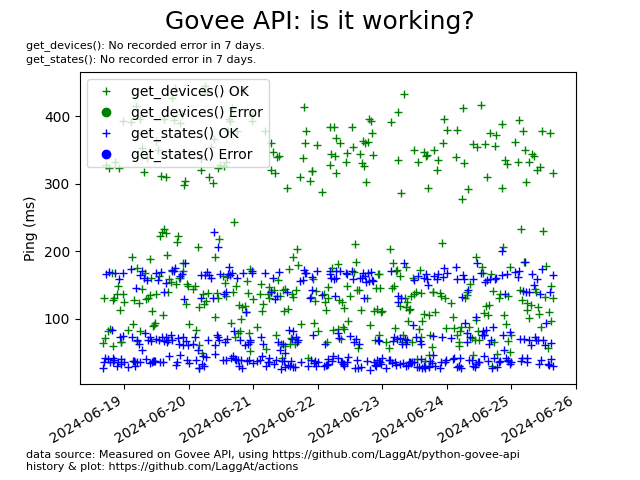 Govee API: is it working?
get_devices(): No recorded error in 7 days.
get_states(): No recorded error in 7 days.
get_devices() OK
get_devices() Error
get_states() OK
get_states() Error
Ping (ms)
400
300
200
100
2024-06-19
2024-06-20
2024-06-21
2024-06-22
2024-06-23
2024-06-24
2024-06-25
2024-06-26
data source: Measured on Govee API, using https://github.com/LaggAt/python-govee-api
history & plot: https://github.com/LaggAt/actions